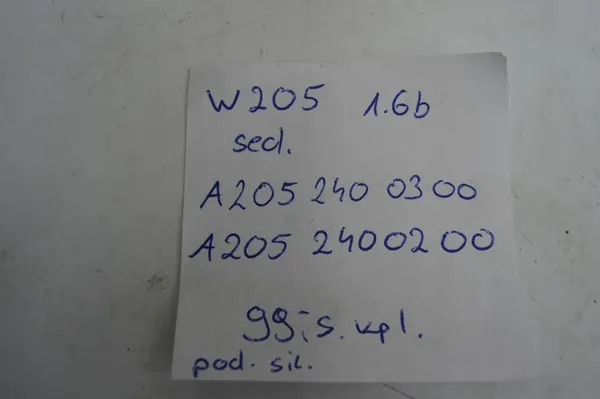 W205 1.6b
sed.
A205 240 03 00
A205 240 02 00
99,- s. kpl.
pod. sil.